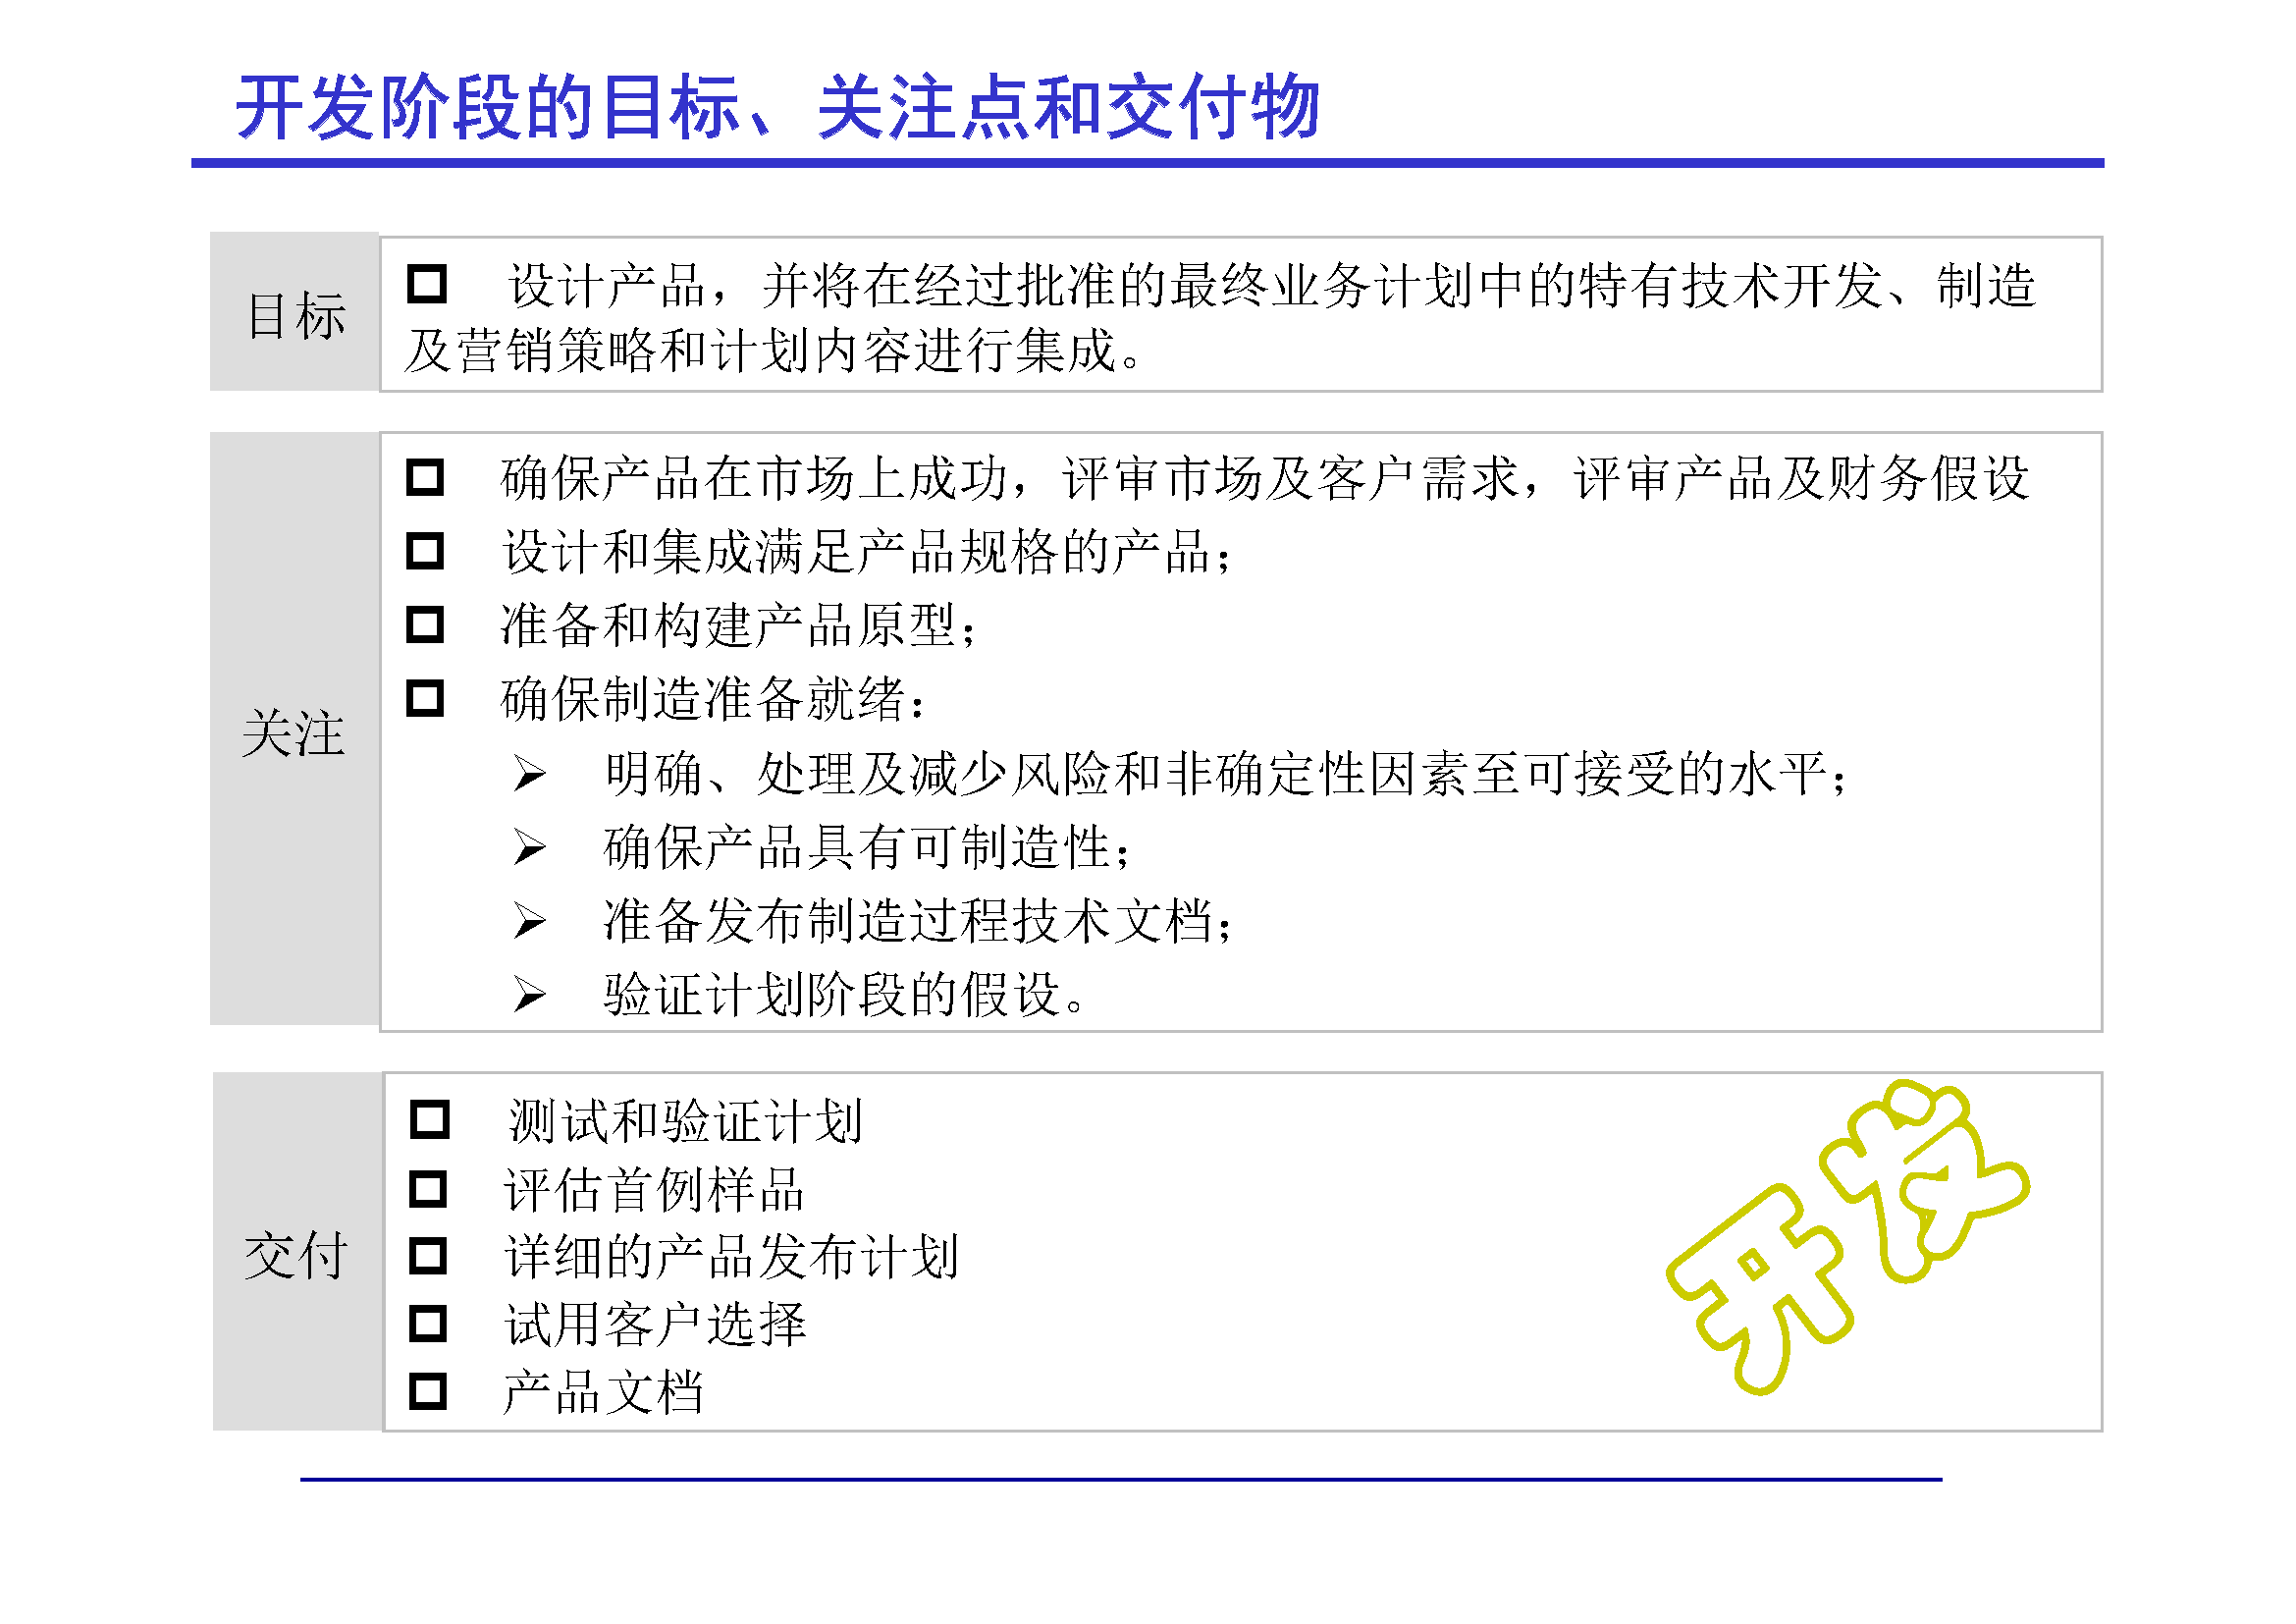 开发阶段的目标、关注点和交付物
目标
设计产品，并将在经过批准的最终业务计划中的特有技术开发、制造
及营销策略和计划内容进行集成。
关注
确保产品在市场上成功，评审市场及客户需求，评审产品及财务假设
设计和集成满足产品规格的产品；
准备和构建产品原型；
确保制造准备就绪：
明确、处理及减少风险和非确定性因素至可接受的水平；
确保产品具有可制造性；
准备发布制造过程技术文档；
验证计划阶段的假设。
交付
测试和验证计划
评估首例样品
详细的产品发布计划
试用客户选择
产品文档
开发